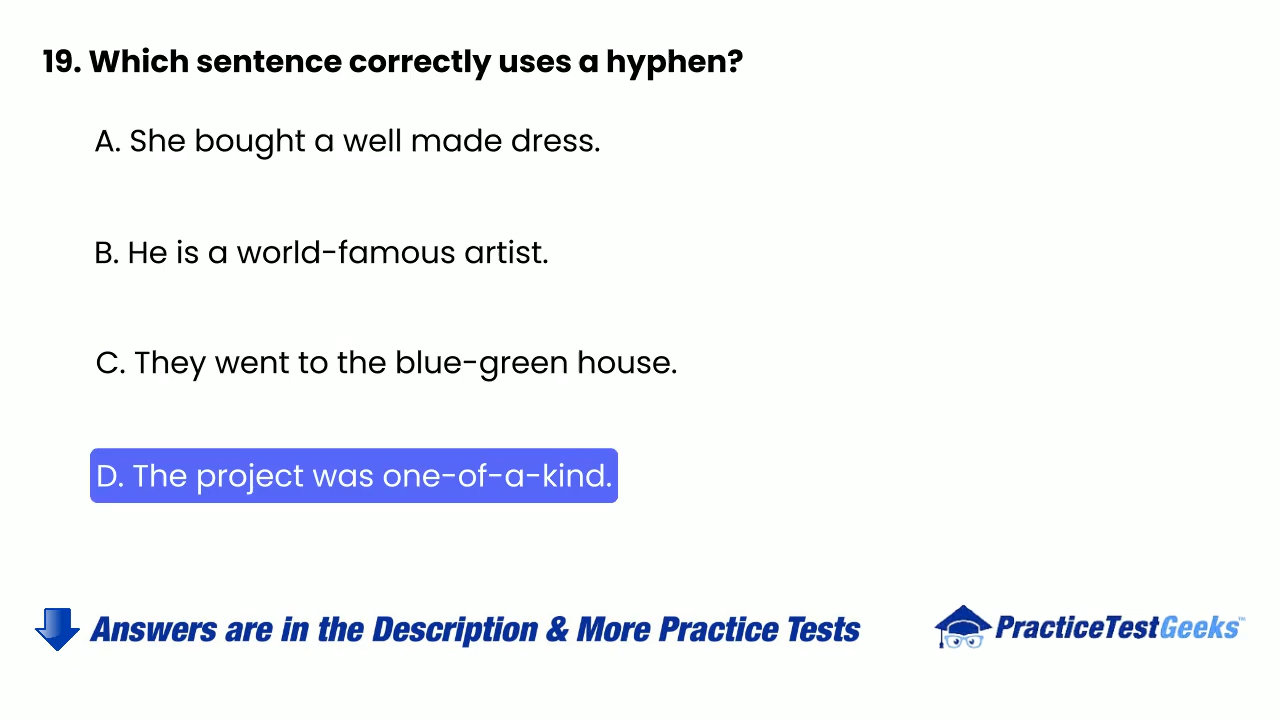 19. Which sentence correctly uses a hyphen?
A. She bought a well made dress.
B. He is a world-famous artist.
C. They went to the blue-green house.
D. The project was one-of-a-kind.
Answers are in the Description & More Practice Tests
PracticeTestGeeks™